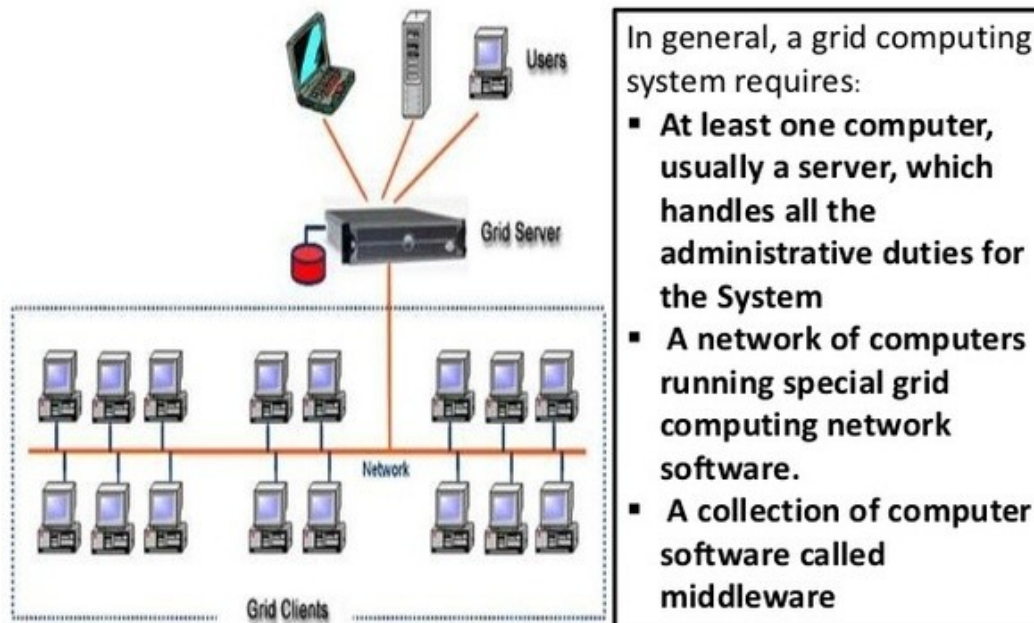 Users
Grid Server
Network
Grid Clients
In general, a grid computing
system requires:
▪ At least one computer,
usually a server, which
handles all the
administrative duties for
the System
▪ A network of computers
running special grid
computing network
software.
▪ A collection of computer
software called
middleware